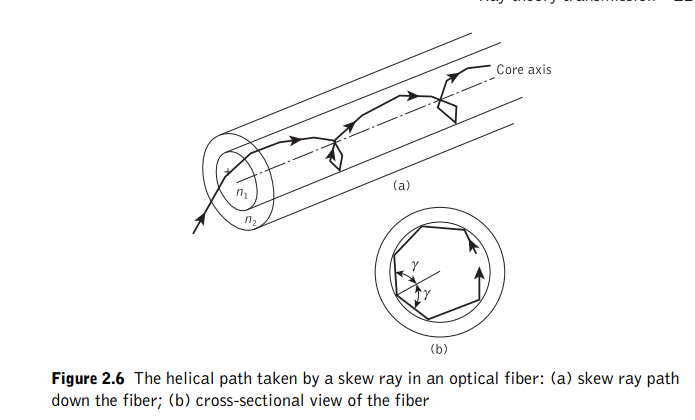 Core axis
n1
n2
(a)
γ
γ
(b)
Figure 2.6 The helical path taken by a skew ray in an optical fiber: (a) skew ray path
down the fiber; (b) cross-sectional view of the fiber